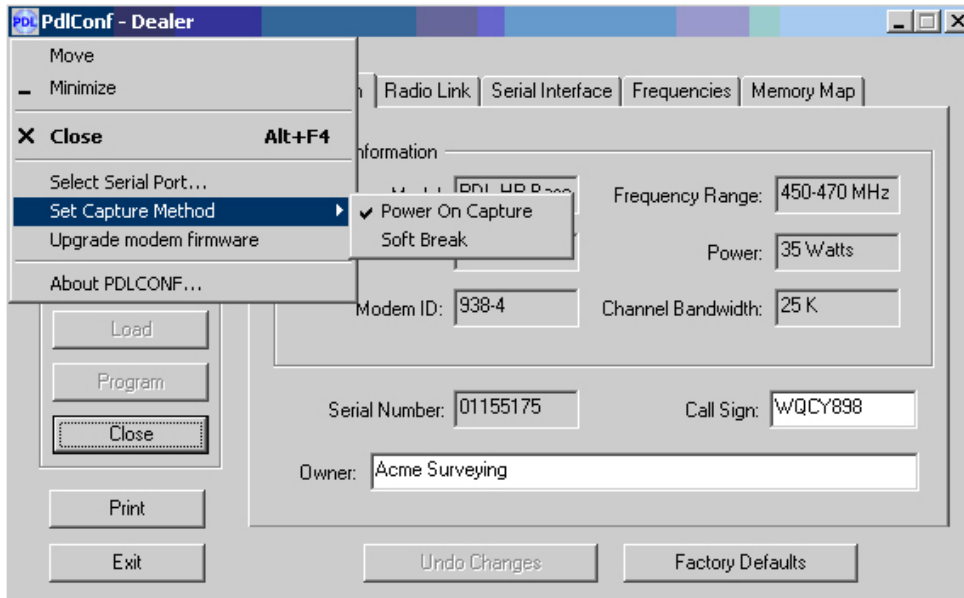 PDL PdlConf - Dealer
Move
Minimize
Close Alt+F4
Select Serial Port...
Set Capture Method
Upgrade modem firmware
About PDLCONF...
Power On Capture
Soft Break
Radio Link Serial Interface Frequencies Memory Map
Frequency Range: 450-470 MHz
Power: 35 Watts
Modem ID: 938-4 Channel Bandwidth: 25 K
Serial Number: 01155175 Call Sign: WQCY898
Owner: Acme Surveying
Load
Program
Close
Print
Exit
Undo Changes Factory Defaults